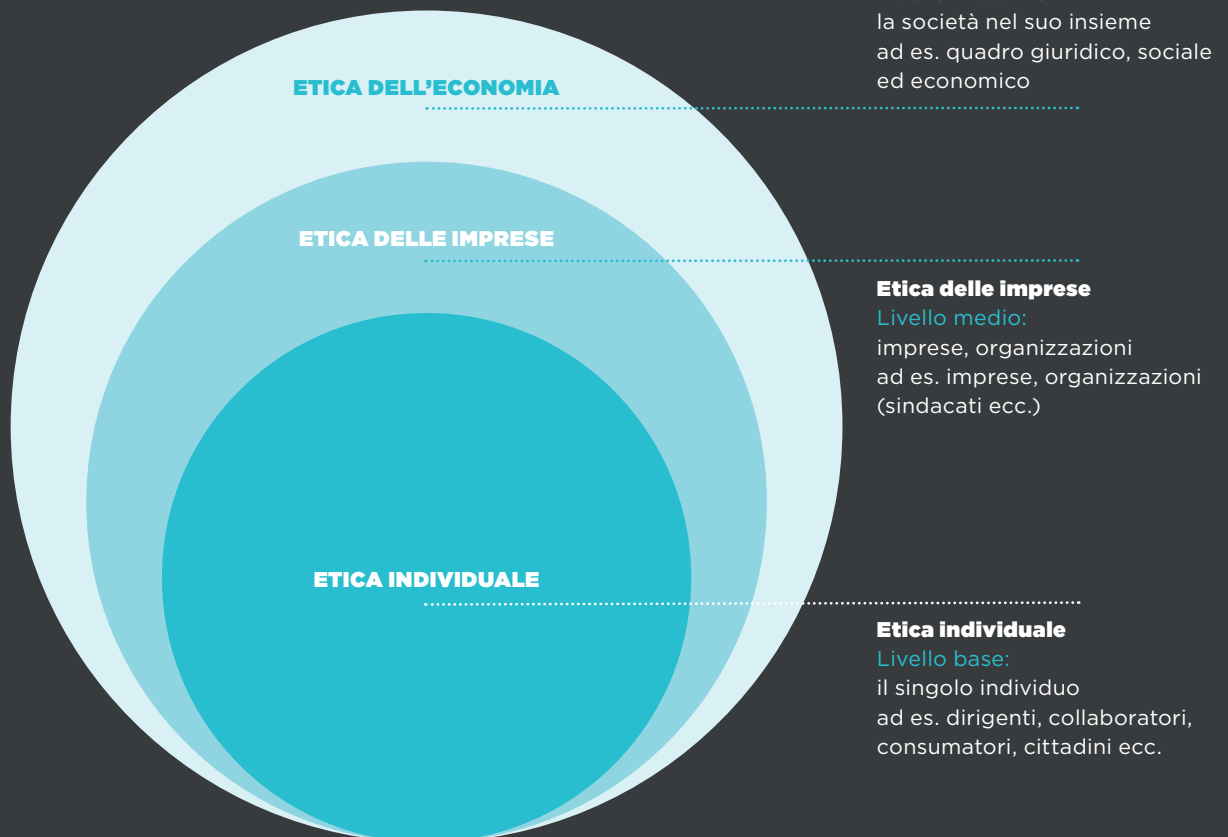 la società nel suo insieme
ad es. quadro giuridico, sociale
ed economico
ETICA DELL'ECONOMIA
ETICA DELLE IMPRESE
Etica delle imprese
Livello medio:
imprese, organizzazioni
ad es. imprese, organizzazioni
(sindacati ecc.)
ETICA INDIVIDUALE
Etica individuale
Livello base:
il singolo individuo
ad es. dirigenti, collaboratori,
consumatori, cittadini ecc.